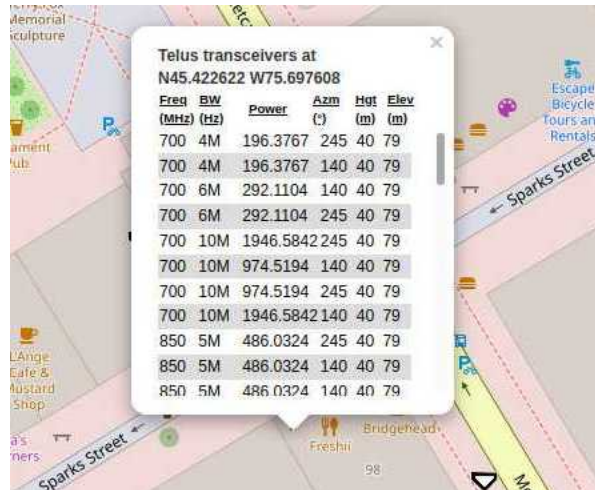 Memorial
Sculpture
Telus transceivers at
N45.422622 W75.697608
×
Freq BW Power Azm Hgt Elev
(MHz) (Hz) (°) (m) (m)
700 4M 196.3767 245 40 79
700 4M 196.3767 140 40 79
700 6M 292.1104 140 40 79
700 6M 292.1104 245 40 79
700 10M 1946.5842 245 40 79
700 10M 974.5194 140 40 79
700 10M 974.5194 245 40 79
700 10M 1946.5842 140 40 79
850 5M 486.0324 245 40 79
850 5M 486.0324 140 40 79
850 5M 486.0324 140 40 79
P
Escape
Bicycle
Tours an
Rentals
ament
Pub
Sparks Street
L'Ange
Cafe &
Mustard
Shop
P
Sparks Street
Freshii
Bridgehead
98